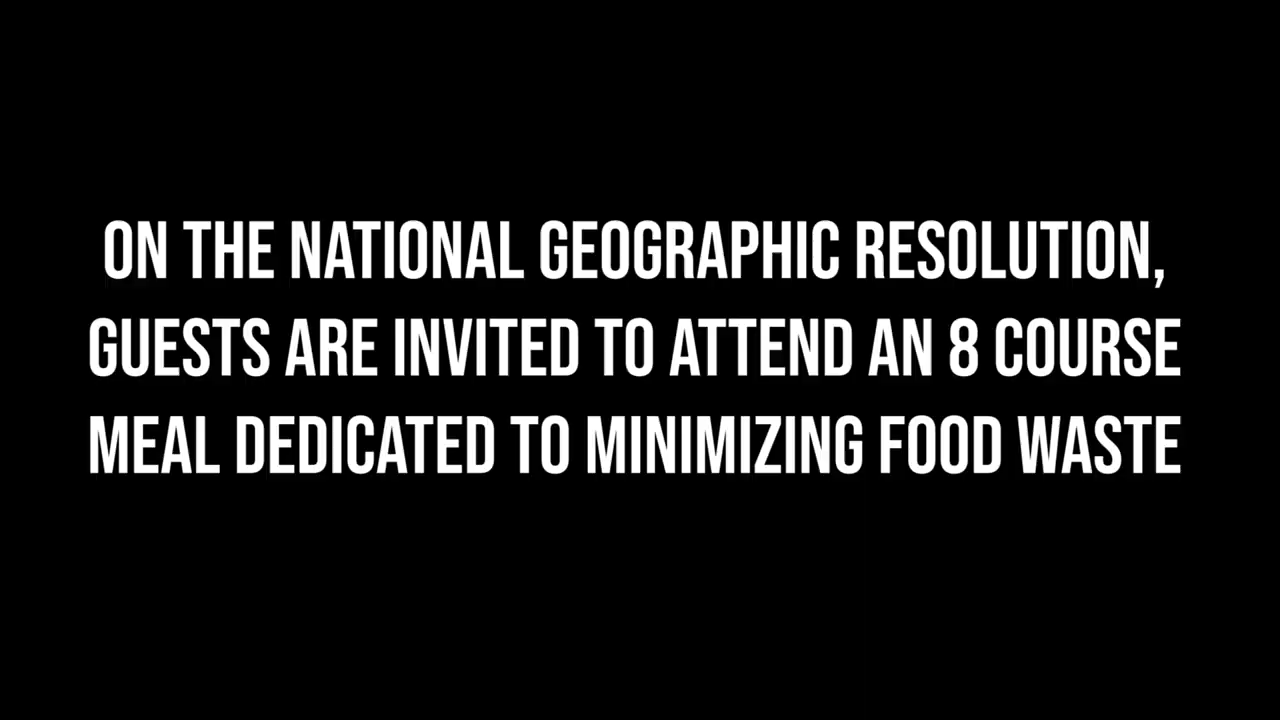 ON THE NATIONAL GEOGRAPHIC RESOLUTION,
GUESTS ARE INVITED TO ATTEND AN 8 COURSE
MEAL DEDICATED TO MINIMIZING FOOD WASTE